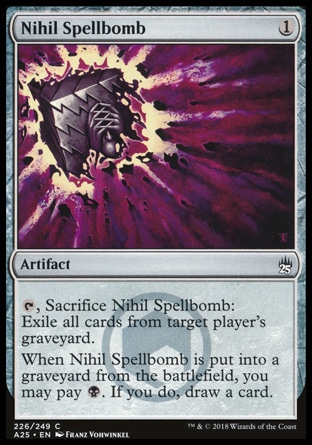 Nihil Spellbomb 1
Artifact 25
, Sacrifice Nihil Spellbomb:
Exile all cards from target player's
graveyard.
When Nihil Spellbomb is put into a
graveyard from the battlefield, you
may pay . If you do, draw a card.
226/249 C
A25 • EN Franz Vohwinkel
™ & © 2018 Wizards of the Coast